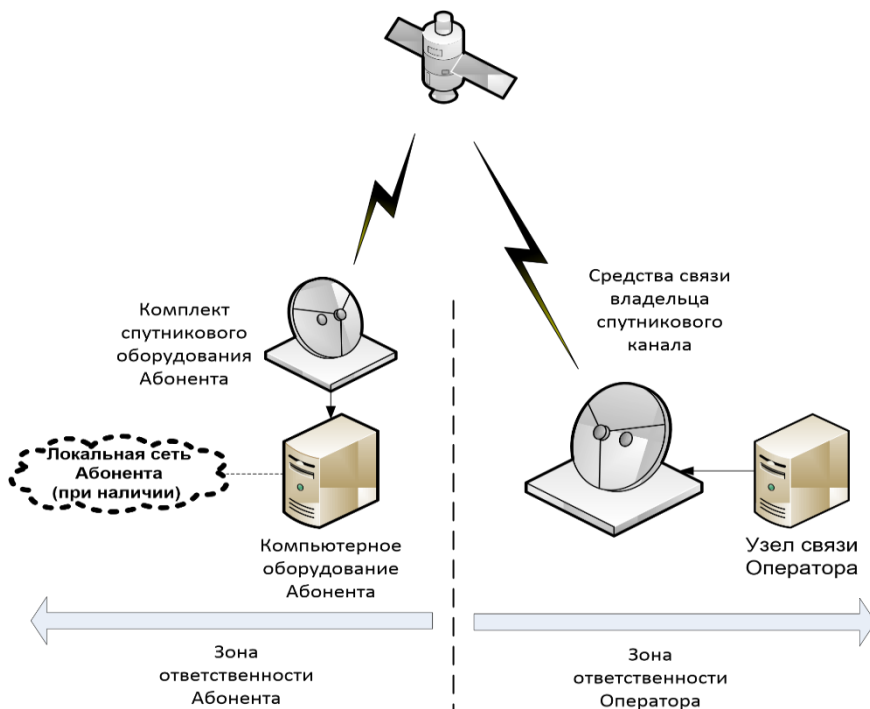 Средства связи
владельца
спутникового
канала
Комплект
спутникового
оборудования
Абонента
Локальная сеть
Абонента
(при наличии)
Компьютерное
оборудование
Абонента
Узел связи
Оператора
Зона
ответственности
Абонента
Зона
ответственности
Оператора